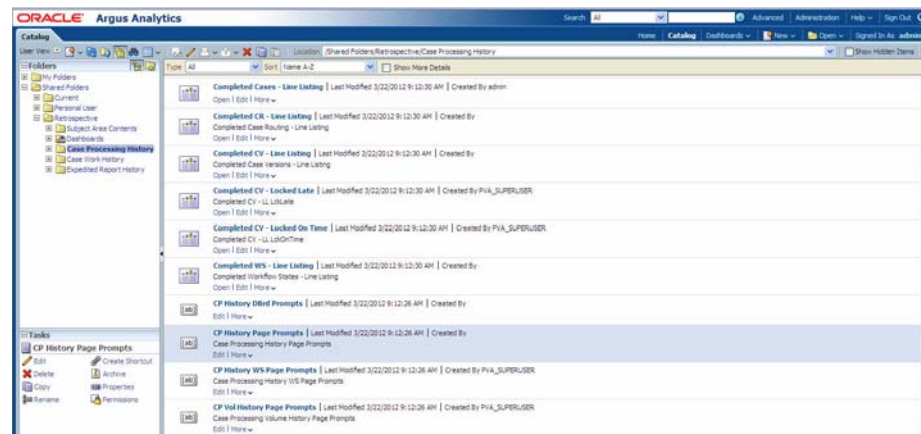 ORACLE Argus Analytics
Search All Advanced Administration Help Sign Out
Catalog Home Catalog Dashboards New Open Signed In As admin
User View Location /Shared Folders/Retrospective/Case Processing History Show Hidden Items
Folders
My Folders
Shared Folders
Current
Personal User
Retrospective
Subject Area Contents
Dashboards
Case Processing History
Case Work History
Expedited Report History
Type All Sort Name A-Z Show More Details
Completed Cases - Line Listing | Last Modified 3/22/2012 9:12:30 AM | Created By admin
Open | Edit | More
Completed CR - Line Listing | Last Modified 3/22/2012 9:12:30 AM | Created By
Completed Case Routing - Line Listing
Open | Edit | More
Completed CV - Line Listing | Last Modified 3/22/2012 9:12:30 AM | Created By
Completed Case Versions - Line Listing
Open | Edit | More
Completed CV - Locked Late | Last Modified 3/22/2012 9:12:30 AM | Created By PVA_SUPERUSER
Completed CV - LL LckLate
Open | Edit | More
Completed CV - Locked On Time | Last Modified 3/22/2012 9:12:30 AM | Created By PVA_SUPERUSER
Completed CV - LL LckOnTime
Open | Edit | More
Completed WS - Line Listing | Last Modified 3/22/2012 9:12:30 AM | Created By
Completed Workflow States - Line Listing
Open | Edit | More
CP History DBrd Prompts | Last Modified 3/22/2012 9:12:26 AM | Created By
Edit | More
CP History Page Prompts | Last Modified 3/22/2012 9:12:26 AM | Created By
Case Processing History Page Prompts
Edit | More
CP History WS Page Prompts | Last Modified 3/22/2012 9:12:26 AM | Created By PVA_SUPERUSER
Case Processing History WS Page Prompts
Edit | More
CP Vol History Page Prompts | Last Modified 3/22/2012 9:12:26 AM | Created By PVA_SUPERUSER
Case Processing Volume History Page Prompts
Edit | More
Tasks
CP History Page Prompts
Edit Create Shortcut
Delete Archive
Copy Properties
Rename Permissions